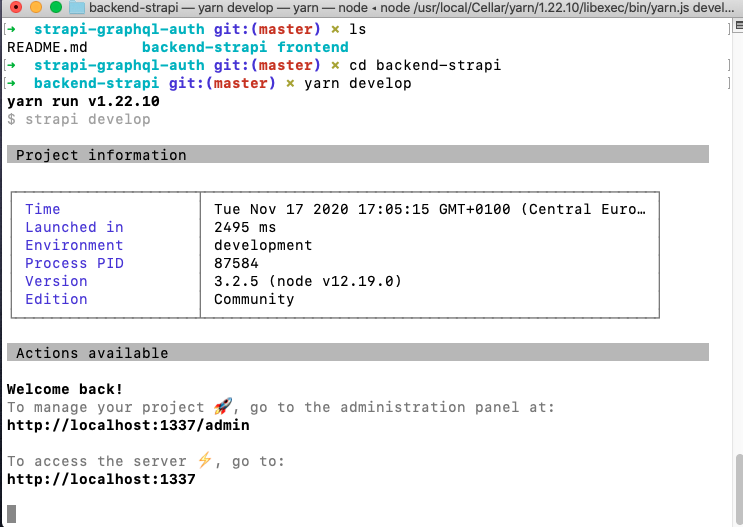 backend-strapi — yarn develop — yarn — node ◂ node /usr/local/Cellar/yarn/1.22.10/libexec/bin/yarn.js devel...
[➜  strapi-graphql-auth git:(master) ✗ ls
README.md      backend-strapi frontend
[➜  strapi-graphql-auth git:(master) ✗ cd backend-strapi
[➜  backend-strapi git:(master) ✗ yarn develop
yarn run v1.22.10
$ strapi develop
Project information
Time Tue Nov 17 2020 17:05:15 GMT+0100 (Central Euro…
Launched in 2495 ms
Environment development
Process PID 87584
Version 3.2.5 (node v12.19.0)
Edition Community
Actions available
Welcome back!
To manage your project 🚀, go to the administration panel at:
http://localhost:1337/admin
To access the server ⚡, go to:
http://localhost:1337